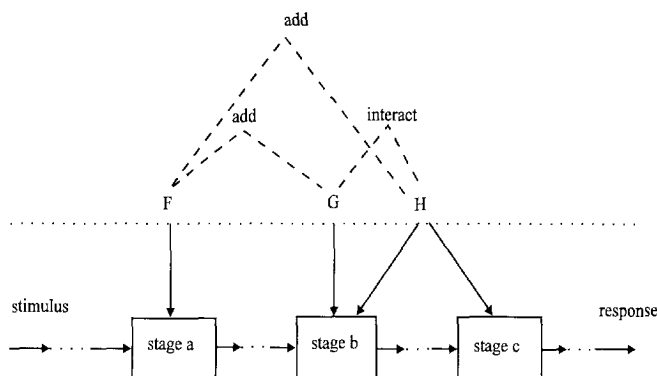 add
add
interact
F
G
H
stimulus
response
stage a
stage b
stage c